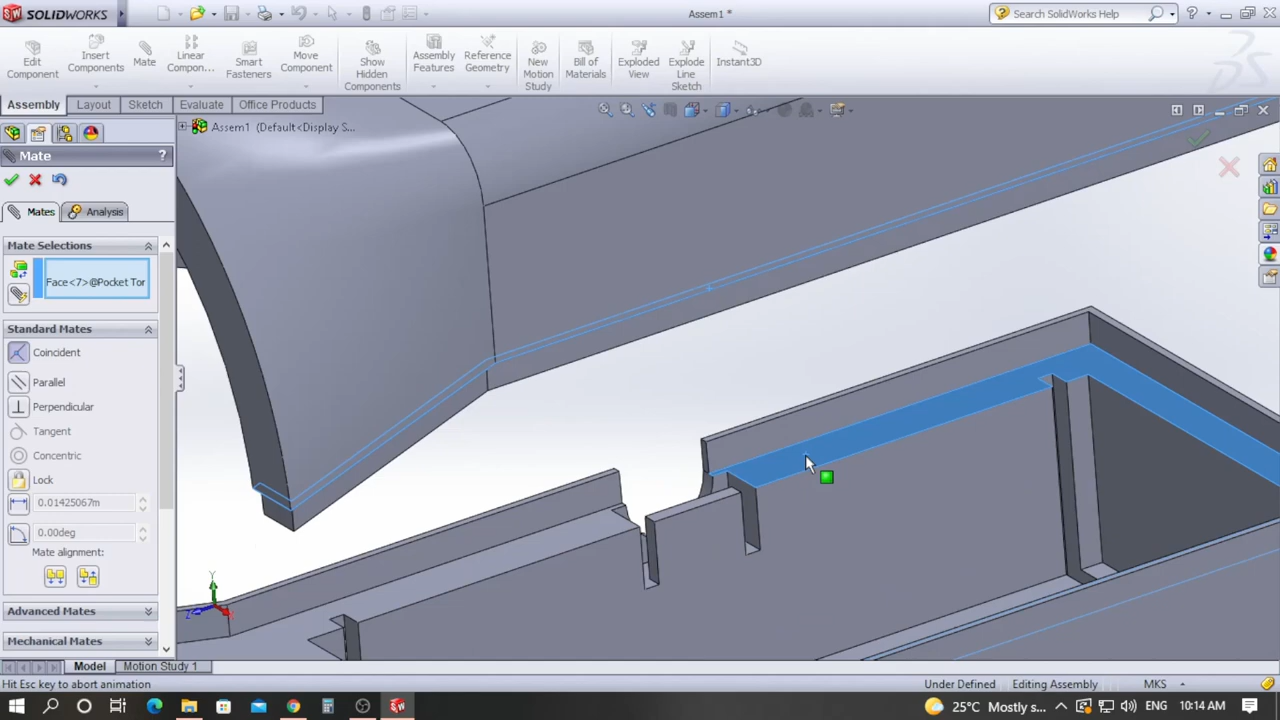 SW SOLIDWORKS
Assem1 *
Search SolidWorks Help
?
Edit Component
Insert Components
Mate
Linear Compon...
Smart Fasteners
Move Component
Show Hidden Components
Assembly Features
Reference Geometry
New Motion Study
Bill of Materials
Exploded View
Explode Line Sketch
Instant3D
Assembly
Layout
Sketch
Evaluate
Office Products
Assem1 (Default<Display S...
Mate
?
Mates
Analysis
Mate Selections
Face<7>@Pocket Tor
Standard Mates
Coincident
Parallel
Perpendicular
Tangent
Concentric
Lock
0.01425067m
0.00deg
Mate alignment:
Advanced Mates
Mechanical Mates
Y
Z
X
Model
Motion Study 1
Hit Esc key to abort animation
Under Defined
Editing Assembly
MKS
25°C Mostly s...
ENG
10:14 AM